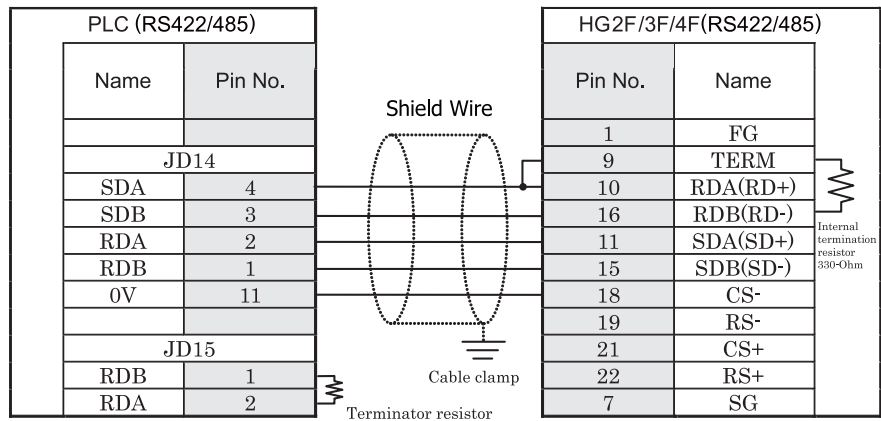 PLC (RS422/485)
HG2F/3F/4F(RS422/485)
Name Pin No.
Pin No. Name
Shield Wire
1 FG
JD14
9 TERM
SDA 4
10 RDA(RD+)
SDB 3
16 RDB(RD-)
RDA 2
11 SDA(SD+)
RDB 1
15 SDB(SD-)
0V 11
18 CS-
19 RS-
JD15
21 CS+
RDB 1
22 RS+
RDA 2
7 SG
Internal
termination
resistor
330-Ohm
Cable clamp
Terminator resistor